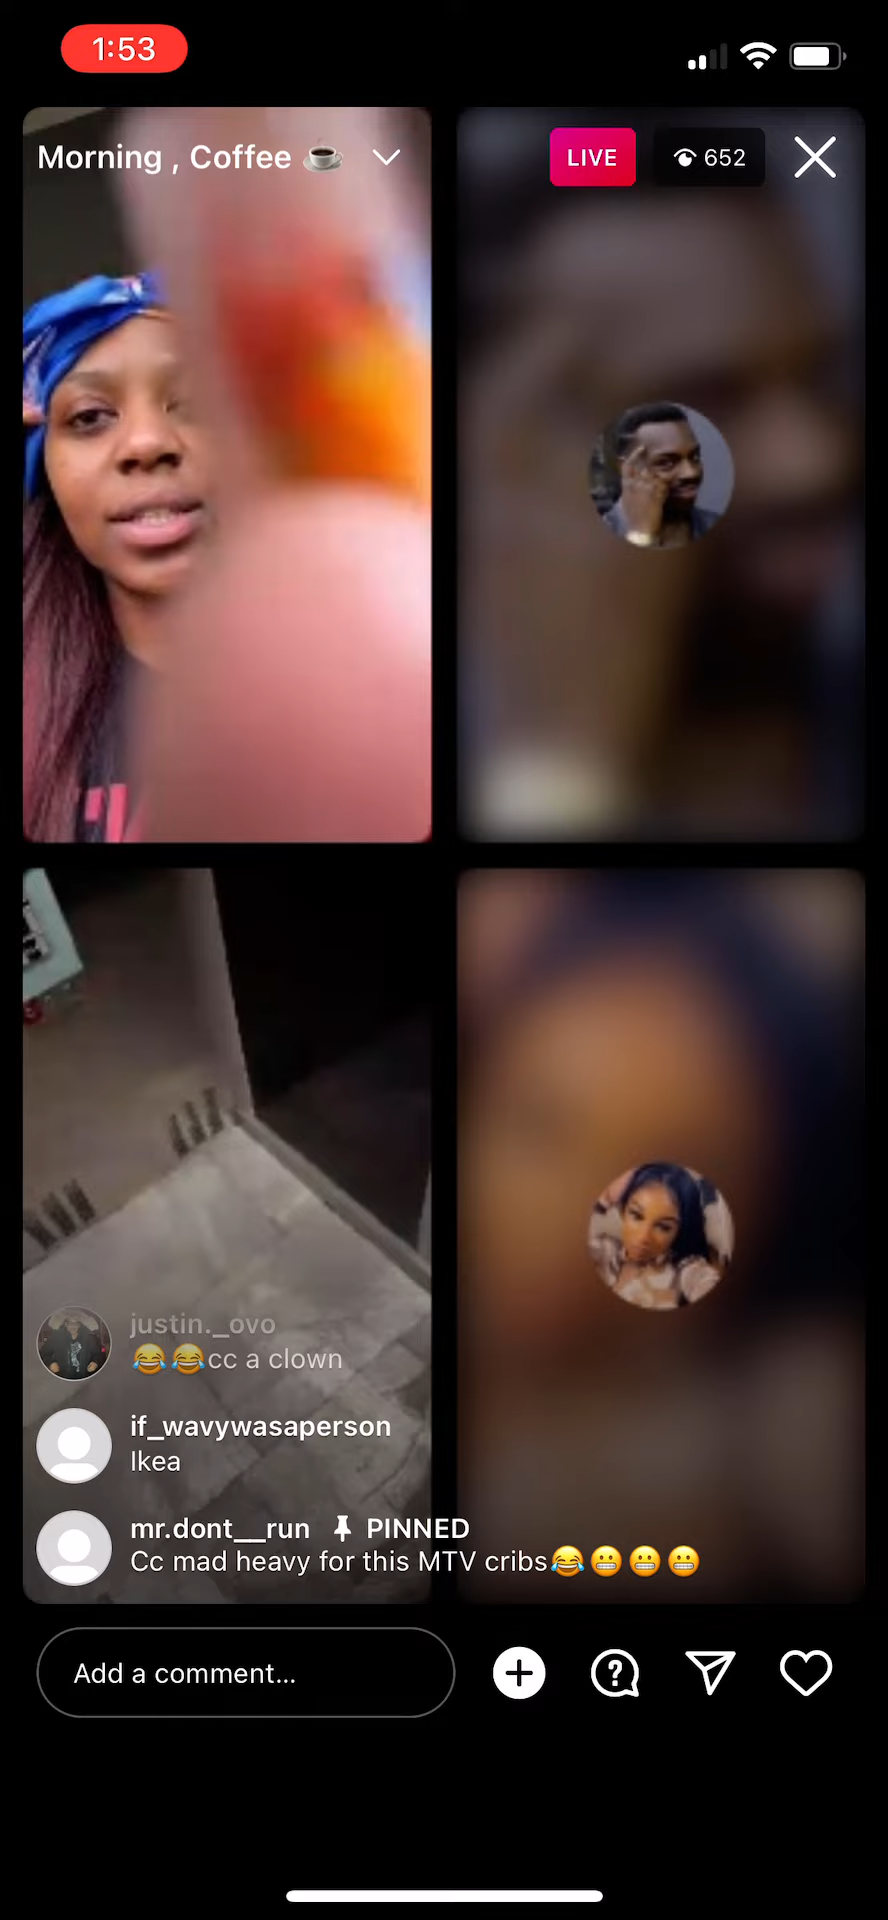 1:53
Morning , Coffee ☕
LIVE
652
justin._ovo
😂😂cc a clown
if_wavywasaperson
Ikea
mr.dont__run PINNED
Cc mad heavy for this MTV cribs😂😬😬😬
Add a comment...